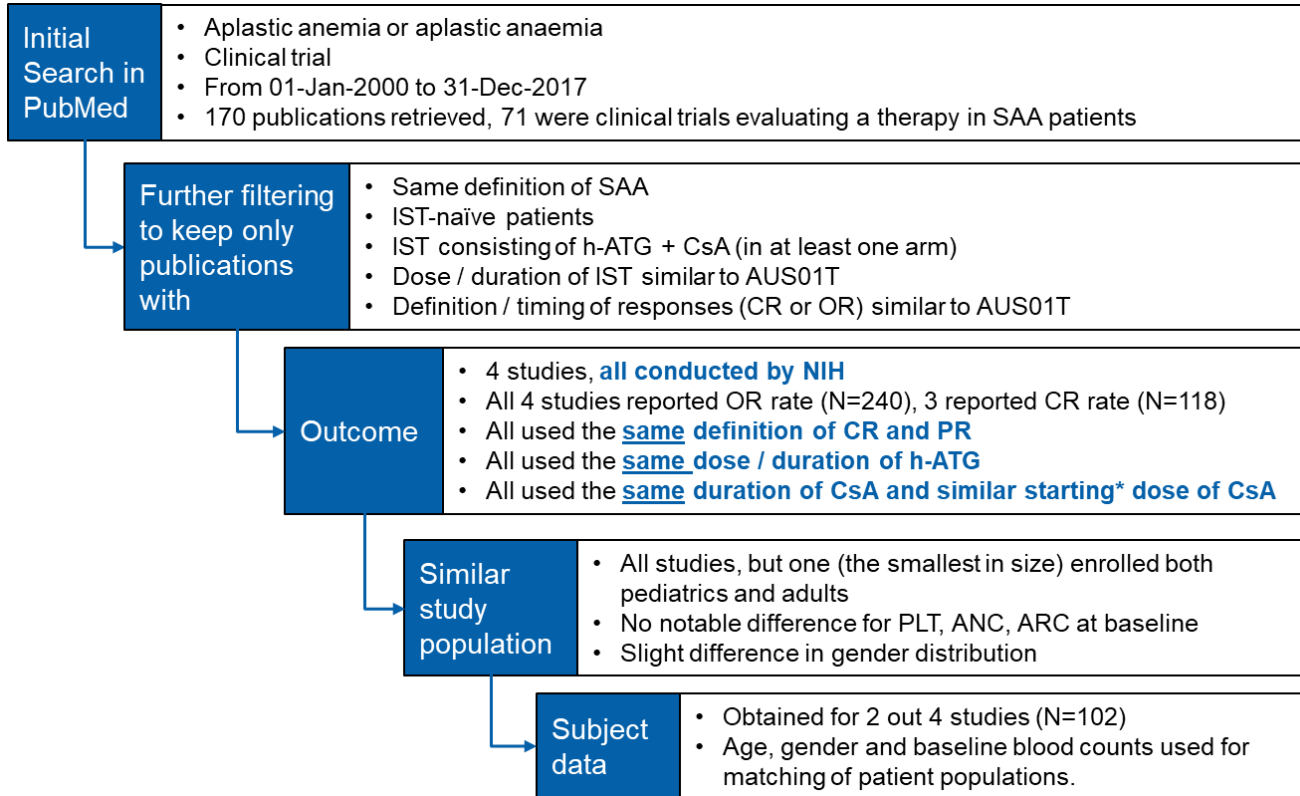 Initial
Search in
PubMed
• Aplastic anemia or aplastic anaemia
• Clinical trial
• From 01-Jan-2000 to 31-Dec-2017
• 170 publications retrieved, 71 were clinical trials evaluating a therapy in SAA patients
Further filtering
to keep only
publications
with
• Same definition of SAA
• IST-naïve patients
• IST consisting of h-ATG + CsA (in at least one arm)
• Dose / duration of IST similar to AUS01T
• Definition / timing of responses (CR or OR) similar to AUS01T
Outcome
• 4 studies, all conducted by NIH
• All 4 studies reported OR rate (N=240), 3 reported CR rate (N=118)
• All used the same definition of CR and PR
• All used the same dose / duration of h-ATG
• All used the same duration of CsA and similar starting* dose of CsA
Similar
study
population
• All studies, but one (the smallest in size) enrolled both
pediatrics and adults
• No notable difference for PLT, ANC, ARC at baseline
• Slight difference in gender distribution
Subject
data
• Obtained for 2 out 4 studies (N=102)
• Age, gender and baseline blood counts used for
matching of patient populations.